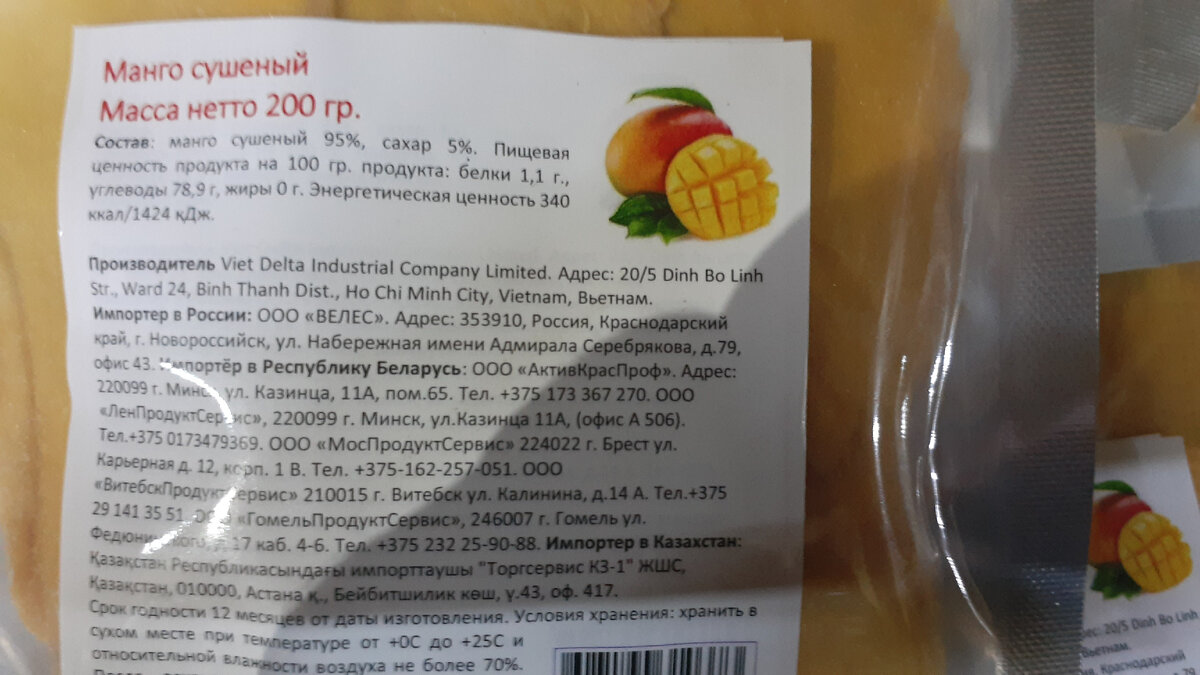 Манго сушеный
Масса нетто 200 гр.
Состав: манго сушеный 95%, сахар 5%. Пищевая
ценность продукта на 100 гр. продукта: белки 1,1 г.,
углеводы 78,9 г, жиры 0 г. Энергетическая ценность 340
ккал/1424 кДж.
Производитель Viet Delta Industrial Company Limited. Адрес: 20/5 Dinh Bo Linh
Str., Ward 24, Binh Thanh Dist., Ho Chi Minh City, Vietnam, Вьетнам.
Импортер в России: ООО «ВЕЛЕС». Адрес: 353910, Россия, Краснодарский
край, г. Новороссийск, ул. Набережная имени Адмирала Серебрякова, д.79,
офис 43. Импортёр в Республику Беларусь: ООО «АктивКрасПроф». Адрес:
220099 г. Минск, ул. Казинца, 11А, пом.65. Тел. +375 173 367 270. ООО
«ЛенПродуктСервис», 220099 г. Минск, ул.Казинца 11А, (офис А 506).
Тел.+375 0173479369. ООО «МосПродуктСервис» 224022 г. Брест ул.
Карьерная д. 12, корп. 1 В. Тел. +375-162-257-051. ООО
«ВитебскПродуктСервис» 210015 г. Витебск ул. Калинина, д.14 А. Тел.+375
29 141 35 51. ООО «ГомельПродуктСервис», 246007 г. Гомель ул.
Федюнинского, 17 каб. 4-6. Тел. +375 232 25-90-88. Импортер в Казахстан:
Қазақстан Республикасындағы импорттаушы "Торгсервис КЗ-1" ЖШС,
Қазақстан, 010000, Астана қ., Бейбитшилик көш, у.43, оф. 417.
Срок годности 12 месяцев от даты изготовления. Условия хранения: хранить в
сухом месте при температуре от +0С до +25С и
относительной влажности воздуха не более 70%.
20/5 Dinh Bo Linh
Вьетнам.
Краснодарский